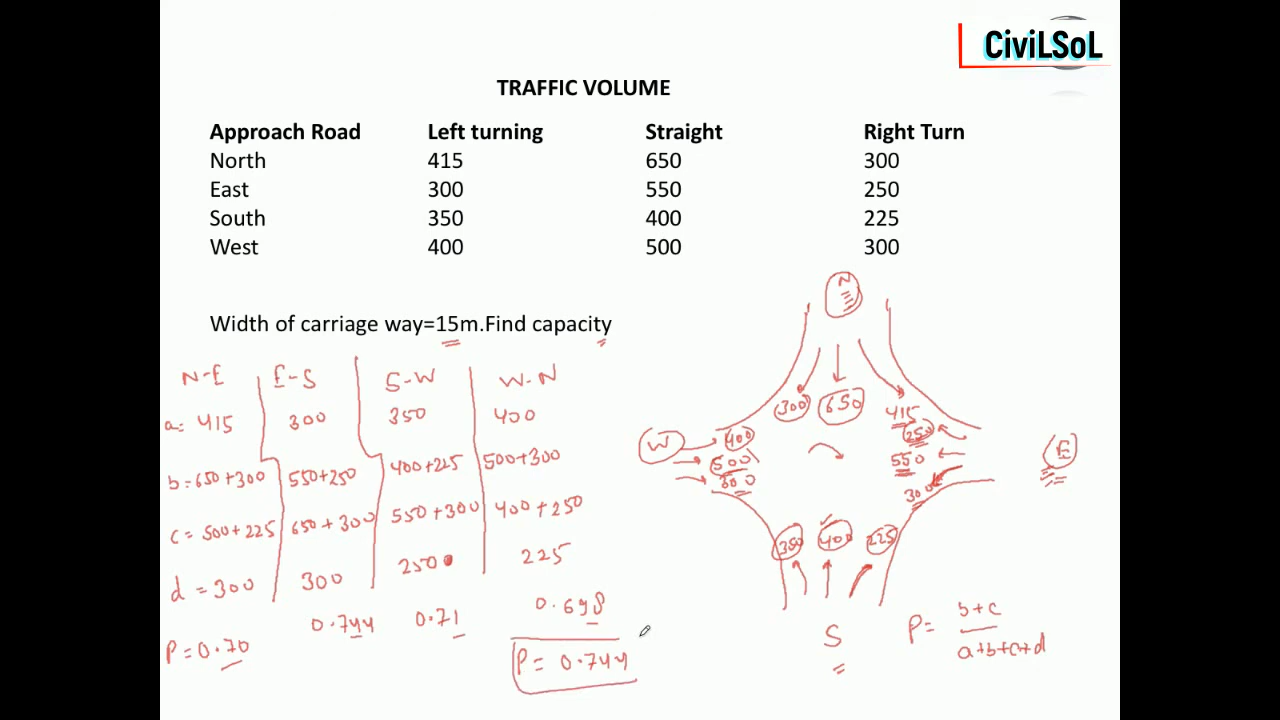 CiviLSoL
TRAFFIC VOLUME
Approach Road Left turning Straight Right Turn
North 415 650 300
East 300 550 250
South 350 400 225
West 400 500 300
Width of carriage way=15m.Find capacity
N-E E-S S-W W-N
a= 415 300 350 400
b=650+300 550+250 400+225 500+300
c=500+225 650+300 550+300 400+250
d=300 300 250 225
P=0.70 0.744 0.71 0.698
P= 0.744
N
300 650 415
W 400 250 E
500 550
300 300
350 400 225
S
P= b+c
a+b+c+d